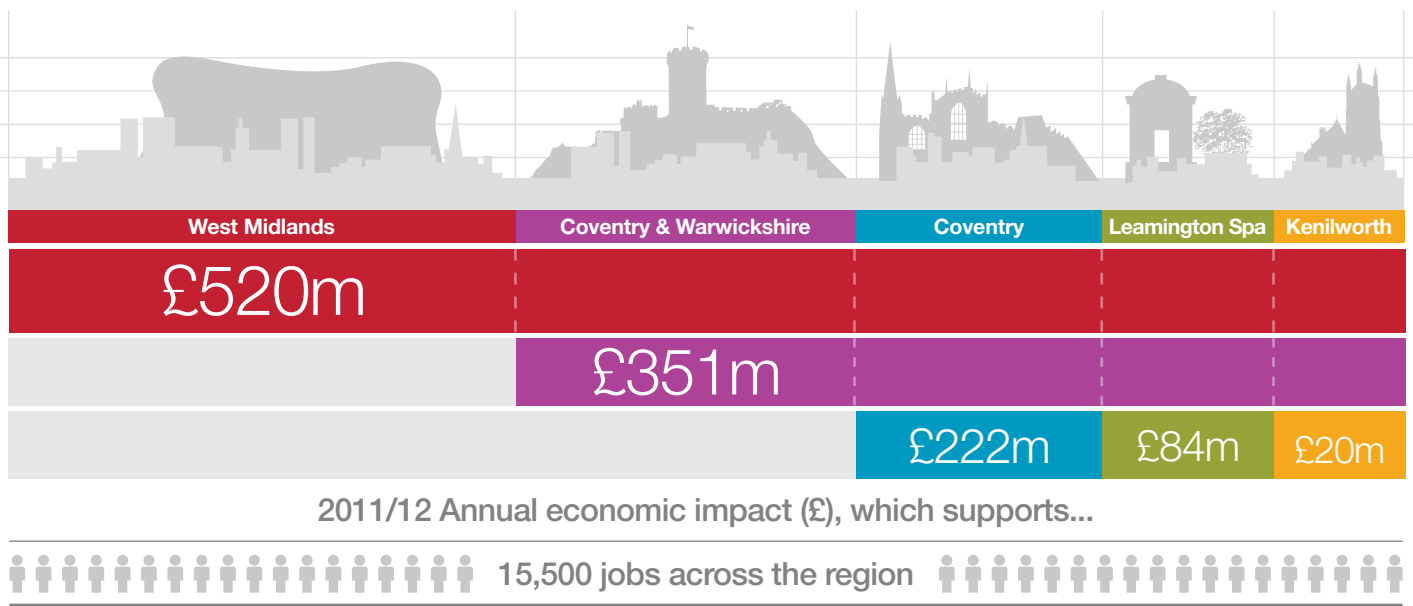 West Midlands Coventry & Warwickshire Coventry Leamington Spa Kenilworth
£520m
£351m
£222m £84m £20m
2011/12 Annual economic impact (£), which supports...
15,500 jobs across the region